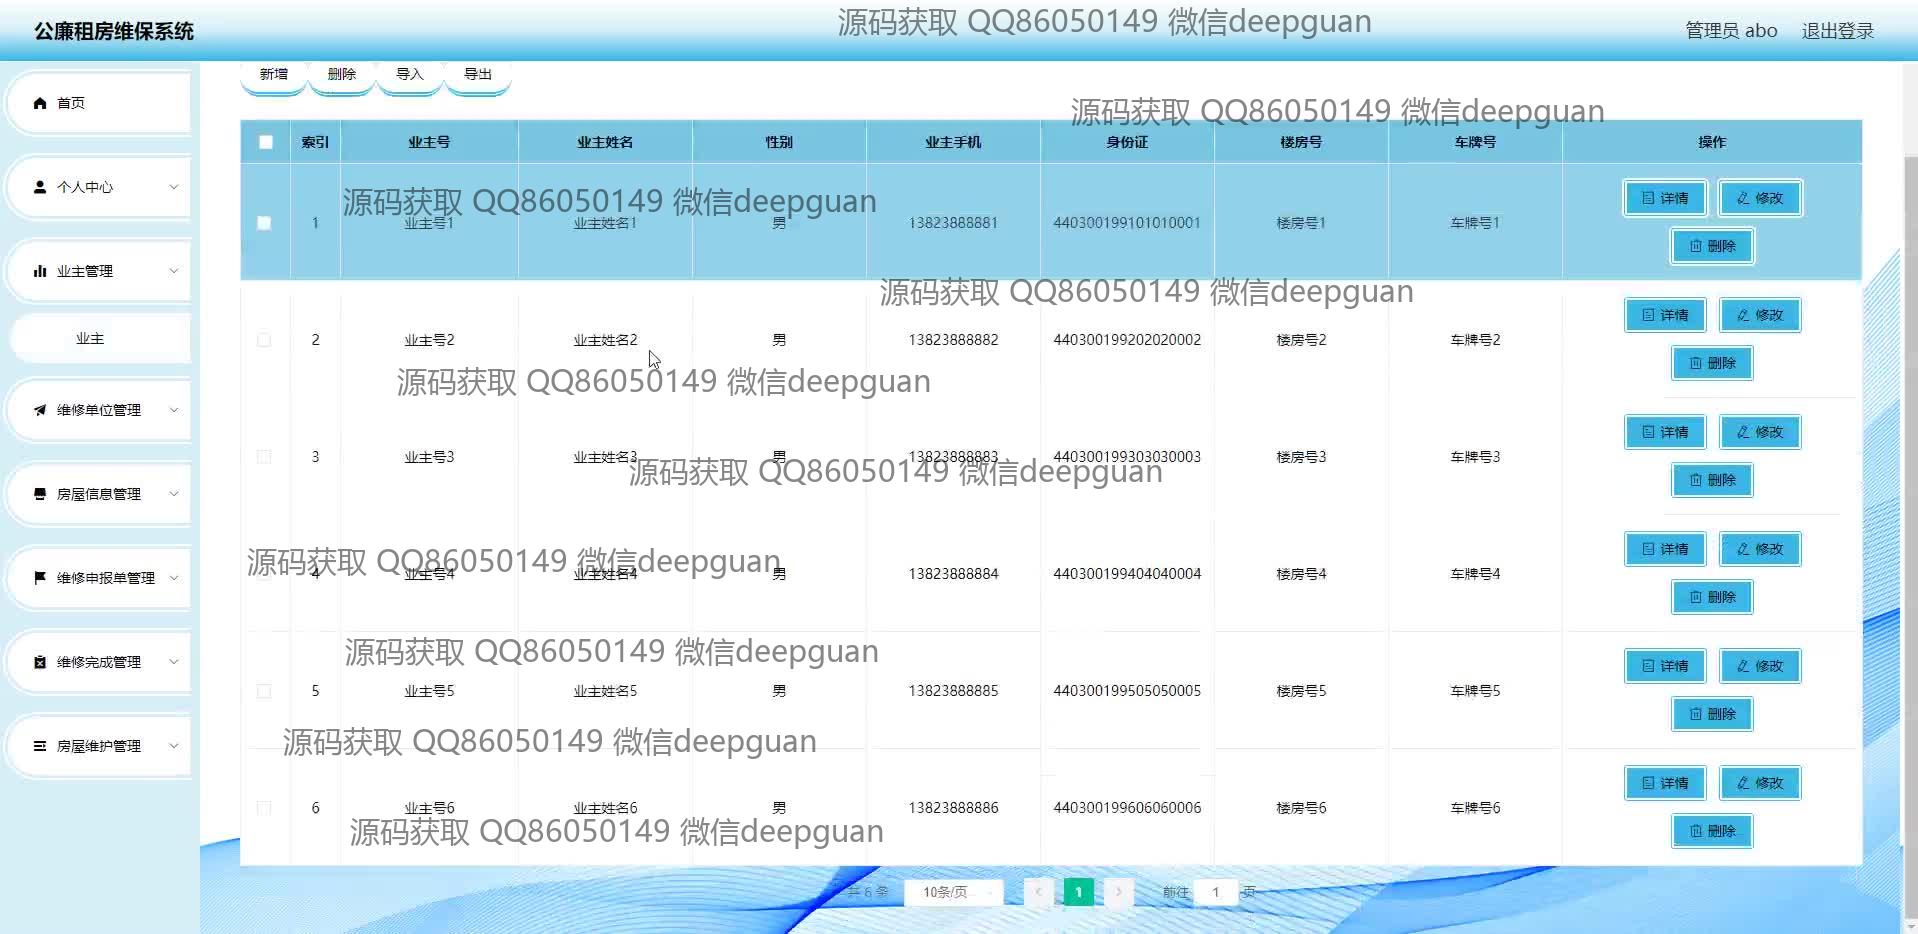 公廉租房维保系统
源码获取 QQ86050149 微信deepguan
管理员 abo
退出登录
首页
个人中心
业主管理
业主
维修单位管理
房屋信息管理
维修申报单管理
维修完成管理
房屋维护管理
新增 删除 导入 导出
源码获取 QQ86050149 微信deepguan
索引 业主号 业主姓名 性别 业主手机 身份证 楼房号 车牌号 操作
源码获取 QQ86050149 微信deepguan
1 业主号1 业主姓名1 男 13823888881 440300199101010001 楼房号1 车牌号1 详情 修改 删除
源码获取 QQ86050149 微信deepguan
2 业主号2 业主姓名2 男 13823888882 440300199202020002 楼房号2 车牌号2 详情 修改 删除
源码获取 QQ86050149 微信deepguan
3 业主号3 业主姓名3 男 13823888883 440300199303030003 楼房号3 车牌号3 详情 修改 删除
源码获取 QQ86050149 微信deepguan
源码获取 QQ86050149 微信deepguan
4 业主号4 业主姓名4 男 13823888884 440300199404040004 楼房号4 车牌号4 详情 修改 删除
源码获取 QQ86050149 微信deepguan
5 业主号5 业主姓名5 男 13823888885 440300199505050005 楼房号5 车牌号5 详情 修改 删除
源码获取 QQ86050149 微信deepguan
6 业主号6 业主姓名6 男 13823888886 440300199606060006 楼房号6 车牌号6 详情 修改 删除
源码获取 QQ86050149 微信deepguan
共 6 条 10条/页 1 前往 1 页